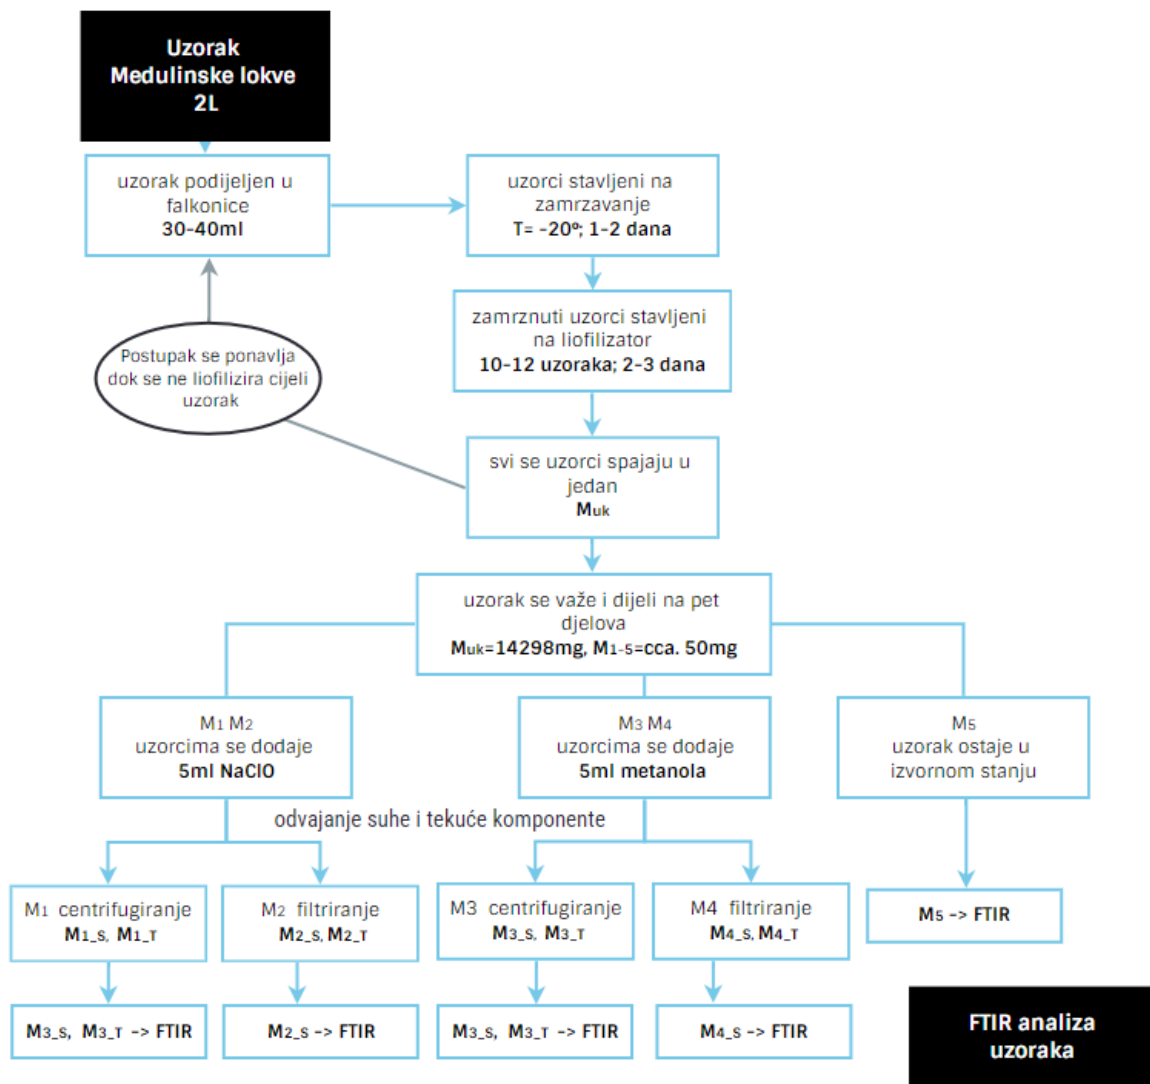 Uzorak
Medulinske lokve
2L
uzorak podijeljen u
falkonice
30-40ml
uzorci stavljeni na
zamrzavanje
T= -20º; 1-2 dana
zamrznuti uzorci stavljeni
na liofilizator
10-12 uzoraka; 2-3 dana
Postupak se ponavlja
dok se ne liofilizira cijeli
uzorak
svi se uzorci spajaju u
jedan
Muk
uzorak se važe i dijeli na pet
djelova
Muk=14298mg, M1-5=cca. 50mg
M1 M2
uzorcima se dodaje
5ml NaClO
M3 M4
uzorcima se dodaje
5ml metanola
M5
uzorak ostaje u
izvornom stanju
odvajanje suhe i tekuće komponente
M1 centrifugiranje
M1_S, M1_T
M2 filtriranje
M2_S, M2_T
M3 centrifugiranje
M3_S, M3_T
M4 filtriranje
M4_S, M4_T
M5 -> FTIR
M3_S, M3_T -> FTIR
M2_S -> FTIR
M3_S, M3_T -> FTIR
M4_S -> FTIR
FTIR analiza
uzoraka